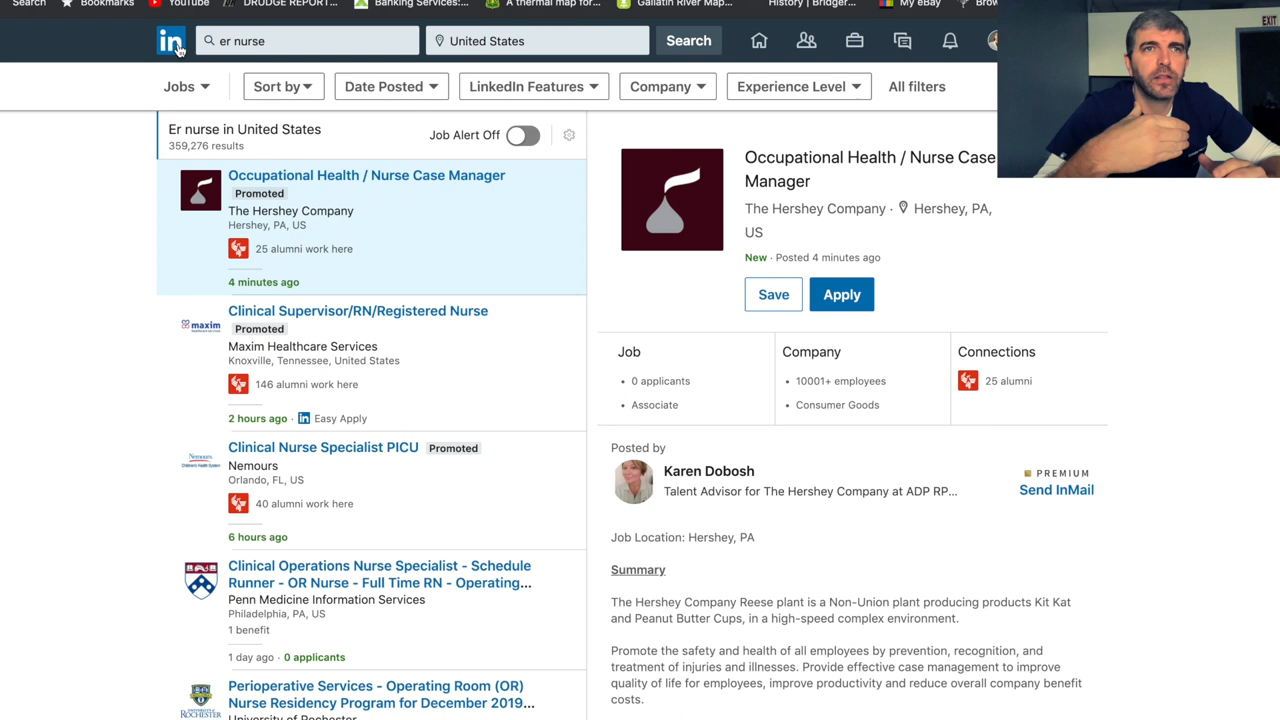 Search
Bookmarks
YouTube
DRUDGE REPORT...
Banking Services:...
A thermal map for...
Gallatin River Map...
History | Bridger...
My eBay
EXIT
in
er nurse
United States
Search
Jobs
Sort by
Date Posted
LinkedIn Features
Company
Experience Level
All filters
Er nurse in United States
359,276 results
Job Alert Off
Occupational Health / Nurse Case Manager
Promoted
The Hershey Company
Hershey, PA, US
25 alumni work here
4 minutes ago
Clinical Supervisor/RN/Registered Nurse
maxim
Promoted
Maxim Healthcare Services
Knoxville, Tennessee, United States
146 alumni work here
2 hours ago · in Easy Apply
Clinical Nurse Specialist PICU Promoted
Nemours
Nemours
Orlando, FL, US
40 alumni work here
6 hours ago
Clinical Operations Nurse Specialist - Schedule
Runner - OR Nurse - Full Time RN - Operating...
Penn Medicine Information Services
Philadelphia, PA, US
1 benefit
1 day ago · 0 applicants
Perioperative Services - Operating Room (OR)
Nurse Residency Program for December 2019...
ROCHESTER
University of Rochester
Occupational Health / Nurse Case
Manager
The Hershey Company · Hershey, PA,
US
New · Posted 4 minutes ago
Save
Apply
Job
Company
Connections
• 0 applicants
• 10001+ employees
25 alumni
• Associate
• Consumer Goods
Posted by
Karen Dobosh
Talent Advisor for The Hershey Company at ADP RP...
PREMIUM
Send InMail
Job Location: Hershey, PA
Summary
The Hershey Company Reese plant is a Non-Union plant producing products Kit Kat
and Peanut Butter Cups, in a high-speed complex environment.
Promote the safety and health of all employees by prevention, recognition, and
treatment of injuries and illnesses. Provide effective case management to improve
quality of life for employees, improve productivity and reduce overall company benefit
costs.